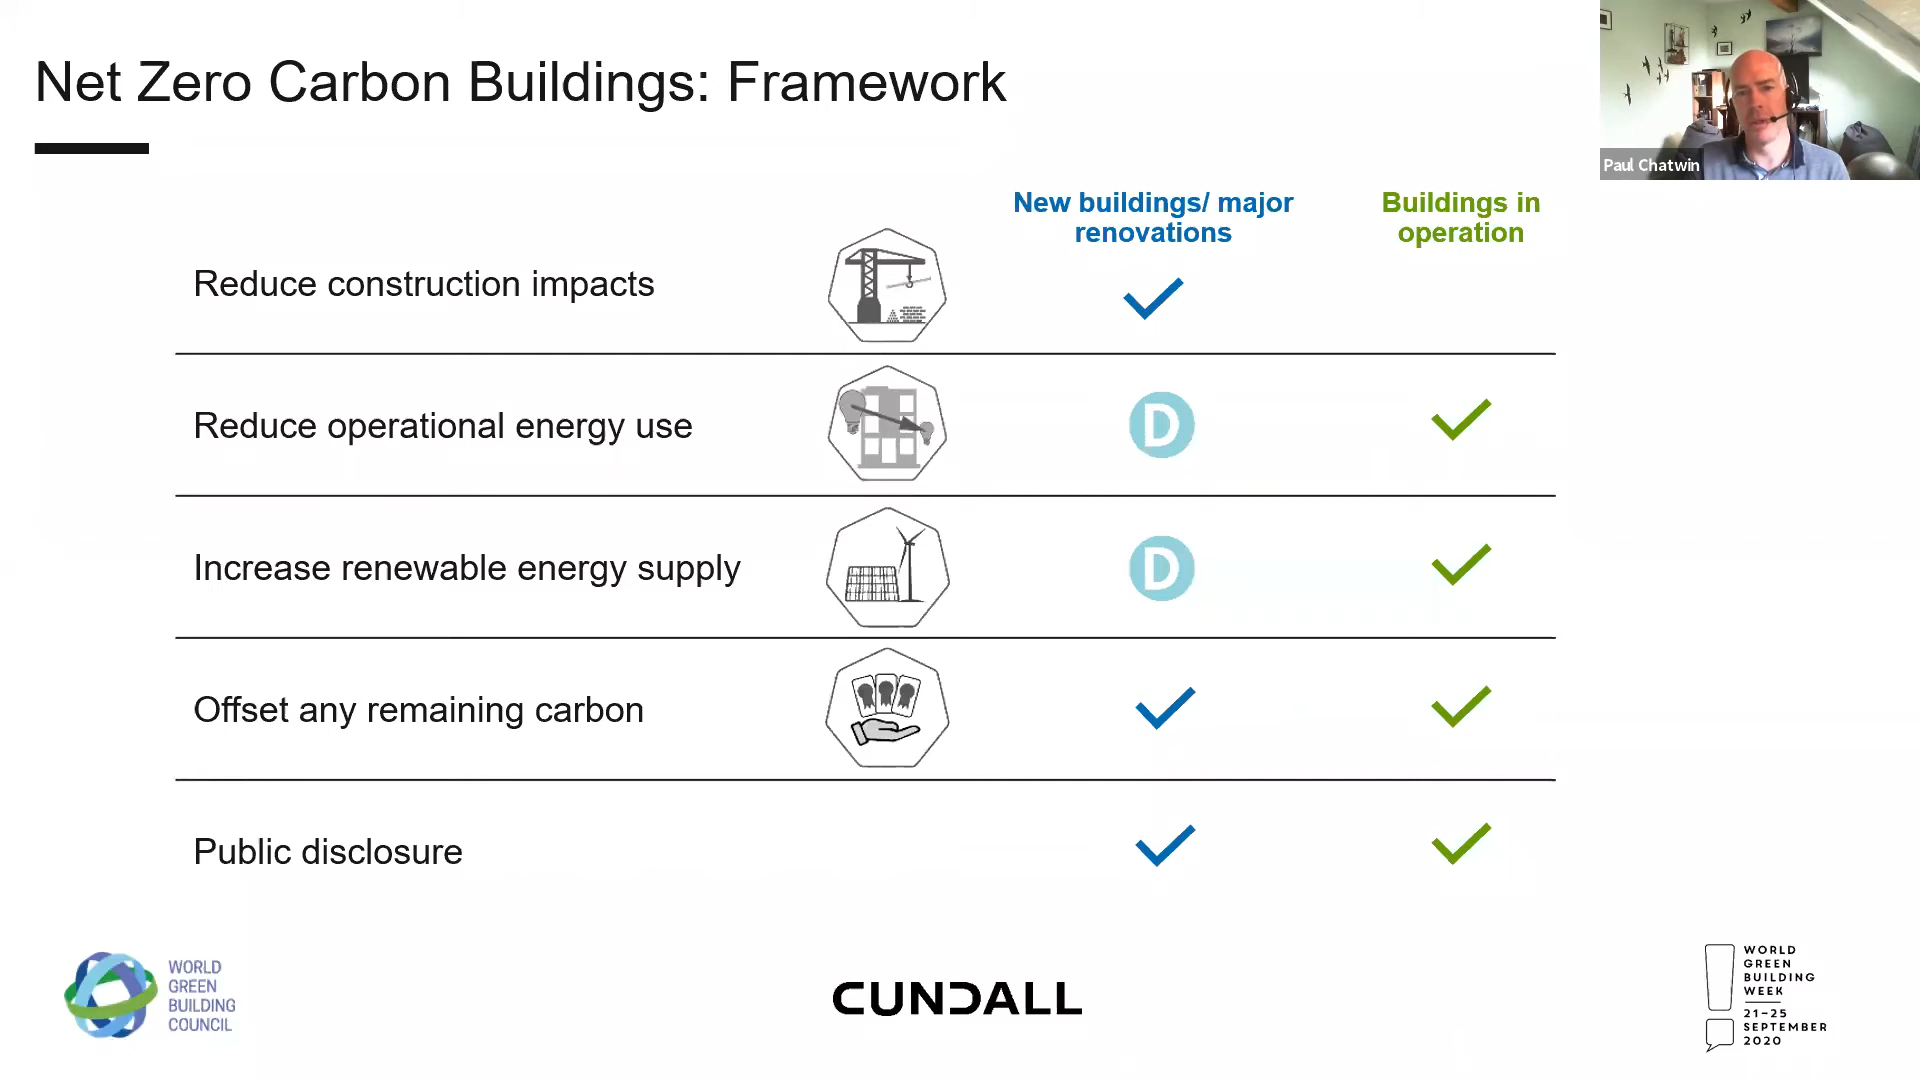 Net Zero Carbon Buildings: Framework
Paul Chatwin
New buildings/ major
renovations
Buildings in
operation
Reduce construction impacts
Reduce operational energy use
D
Increase renewable energy supply
D
Offset any remaining carbon
Public disclosure
WORLD
GREEN
BUILDING
COUNCIL
CUNDALL
WORLD
GREEN
BUILDING
WEEK
21–25
SEPTEMBER
2020